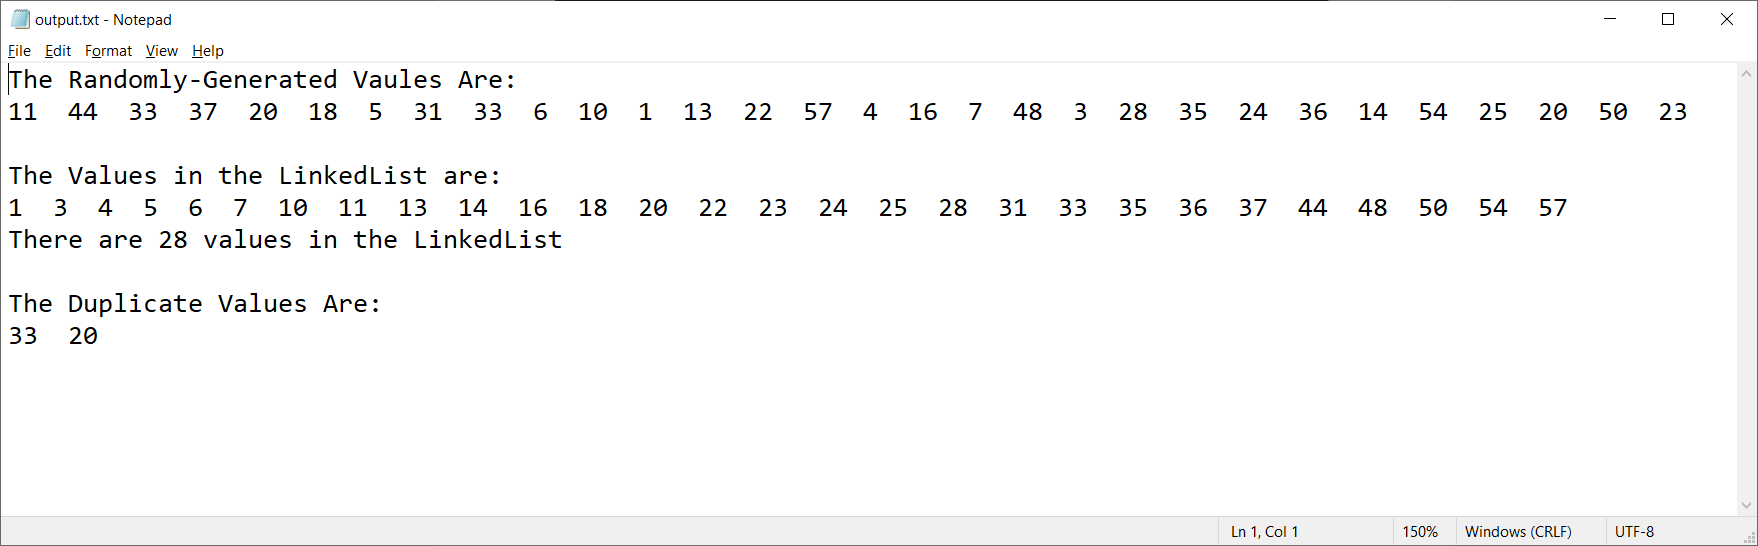 output.txt - Notepad
File Edit Format View Help
The Randomly-Generated Vaules Are:
11 44 33 37 20 18 5 31 33 6 10 1 13 22 57 4 16 7 48 3 28 35 24 36 14 54 25 20 50 23
The Values in the LinkedList are:
1 3 4 5 6 7 10 11 13 14 16 18 20 22 23 24 25 28 31 33 35 36 37 44 48 50 54 57
There are 28 values in the LinkedList
The Duplicate Values Are:
33 20
Ln 1, Col 1 150% Windows (CRLF) UTF-8